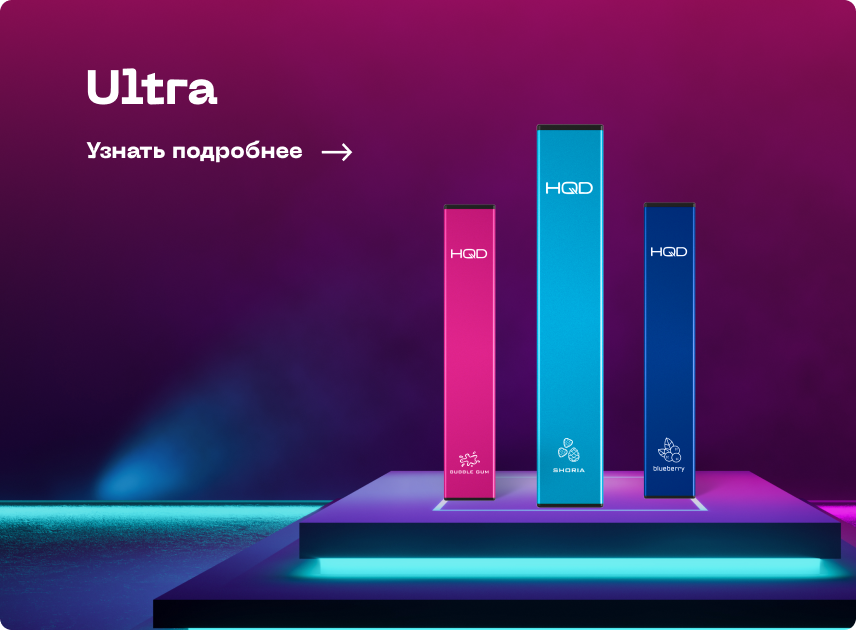 Ultra
Узнать подробнее
HQD
HQD
HQD
BUBBLE GUM
SHORIA
blueberry